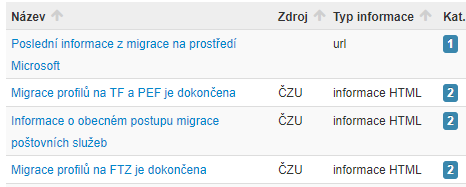 Název Zdroj Typ informace Kat.
Poslední informace z migrace na prostředí url 1
Microsoft
Migrace profilů na TF a PEF je dokončena ČZU informace HTML 2
Informace o obecném postupu migrace ČZU informace HTML 2
poštovních služeb
Migrace profilů na FTZ je dokončena ČZU informace HTML 2